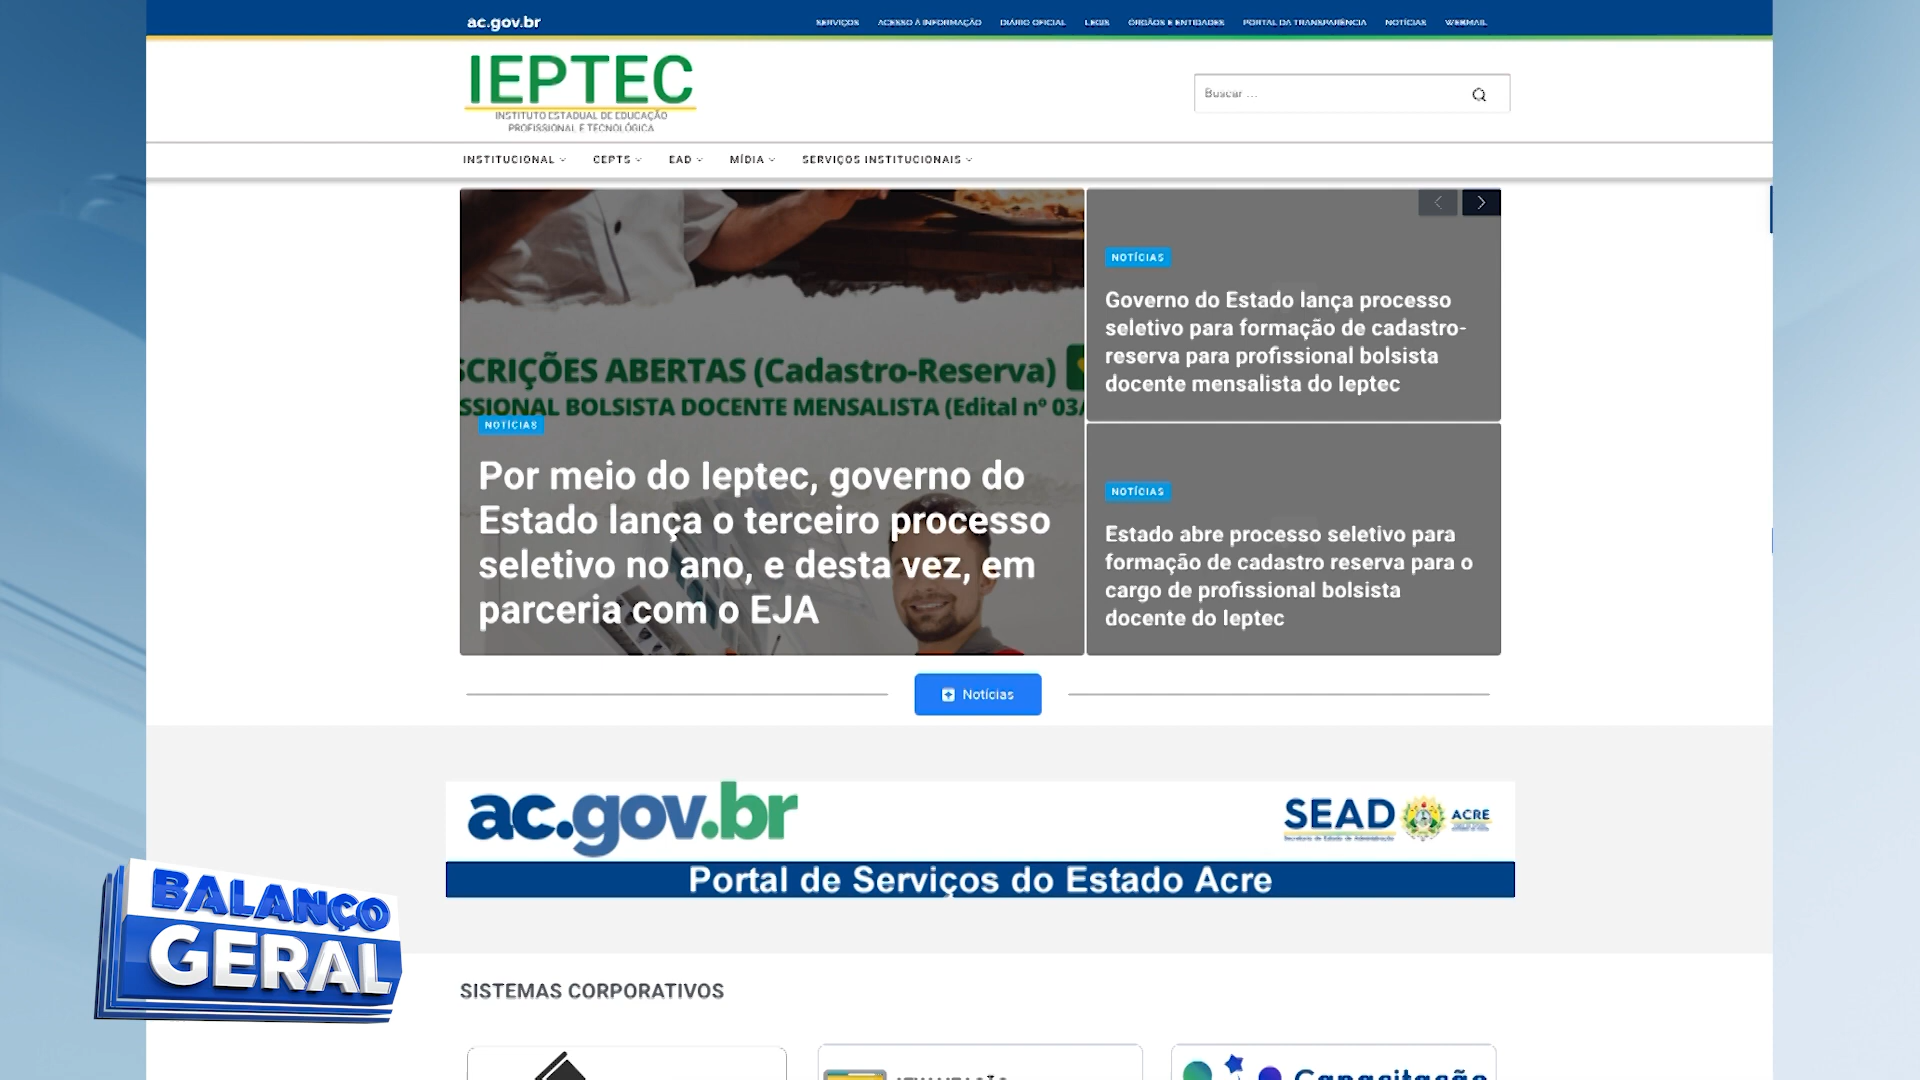 ac.gov.br
SERVIÇOS ACESSO À INFORMAÇÃO DIÁRIO OFICIAL LEGIS ÓRGÃOS E ENTIDADES PORTAL DA TRANSPARÊNCIA NOTÍCIAS WEBMAIL
IEPTEC
INSTITUTO ESTADUAL DE EDUCAÇÃO
PROFISSIONAL E TECNOLÓGICA
Buscar ...
INSTITUCIONAL CEPTS EAD MÍDIA SERVIÇOS INSTITUCIONAIS
SCRIÇÕES ABERTAS (Cadastro-Reserva)
SSIONAL BOLSISTA DOCENTE MENSALISTA (Edital nº 03/
NOTÍCIAS
Por meio do Ieptec, governo do
Estado lança o terceiro processo
seletivo no ano, e desta vez, em
parceria com o EJA
NOTÍCIAS
Governo do Estado lança processo
seletivo para formação de cadastro-
reserva para profissional bolsista
docente mensalista do Ieptec
NOTÍCIAS
Estado abre processo seletivo para
formação de cadastro reserva para o
cargo de profissional bolsista
docente do Ieptec
Notícias
ac.gov.br
SEAD
Secretaria de Estado de Administração
ACRE
Portal de Serviços do Estado Acre
BALANÇO
GERAL
SISTEMAS CORPORATIVOS
Capacitação